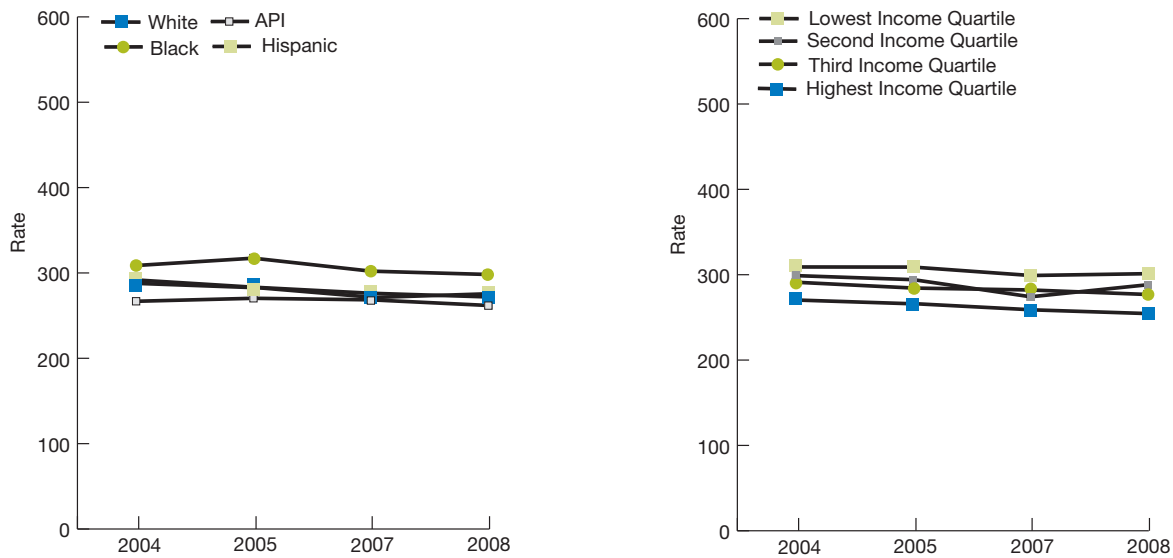 White API
Black Hispanic
600
500
400
300
200
100
0
Rate
2004 2005 2007 2008
Lowest Income Quartile
Second Income Quartile
Third Income Quartile
Highest Income Quartile
600
500
400
300
200
100
0
Rate
2004 2005 2007 2008